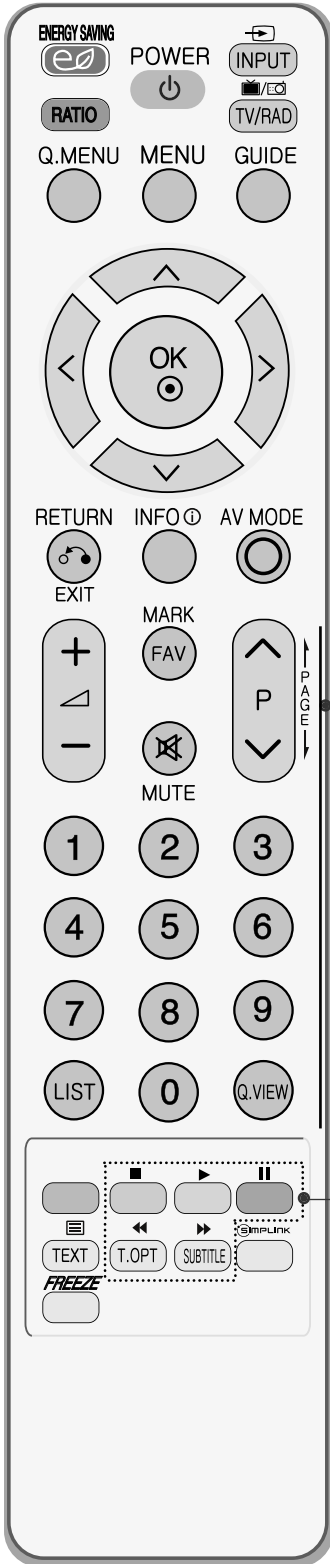 ENERGY SAVING
POWER
INPUT
RATIO
TV/RAD
Q.MENU MENU GUIDE
OK
RETURN INFO i AV MODE
EXIT
MARK
FAV
P
PAGE
MUTE
1 2 3
4 5 6
7 8 9
LIST 0 Q.VIEW
SIMPLINK
TEXT T.OPT SUBTITLE
FREEZE